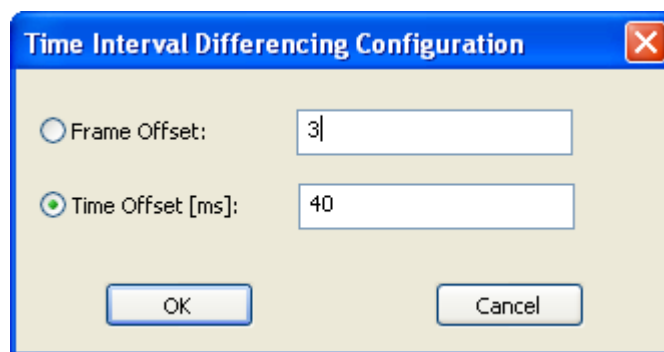 Time Interval Differencing Configuration
Frame Offset: 3
Time Offset [ms]: 40
OK Cancel